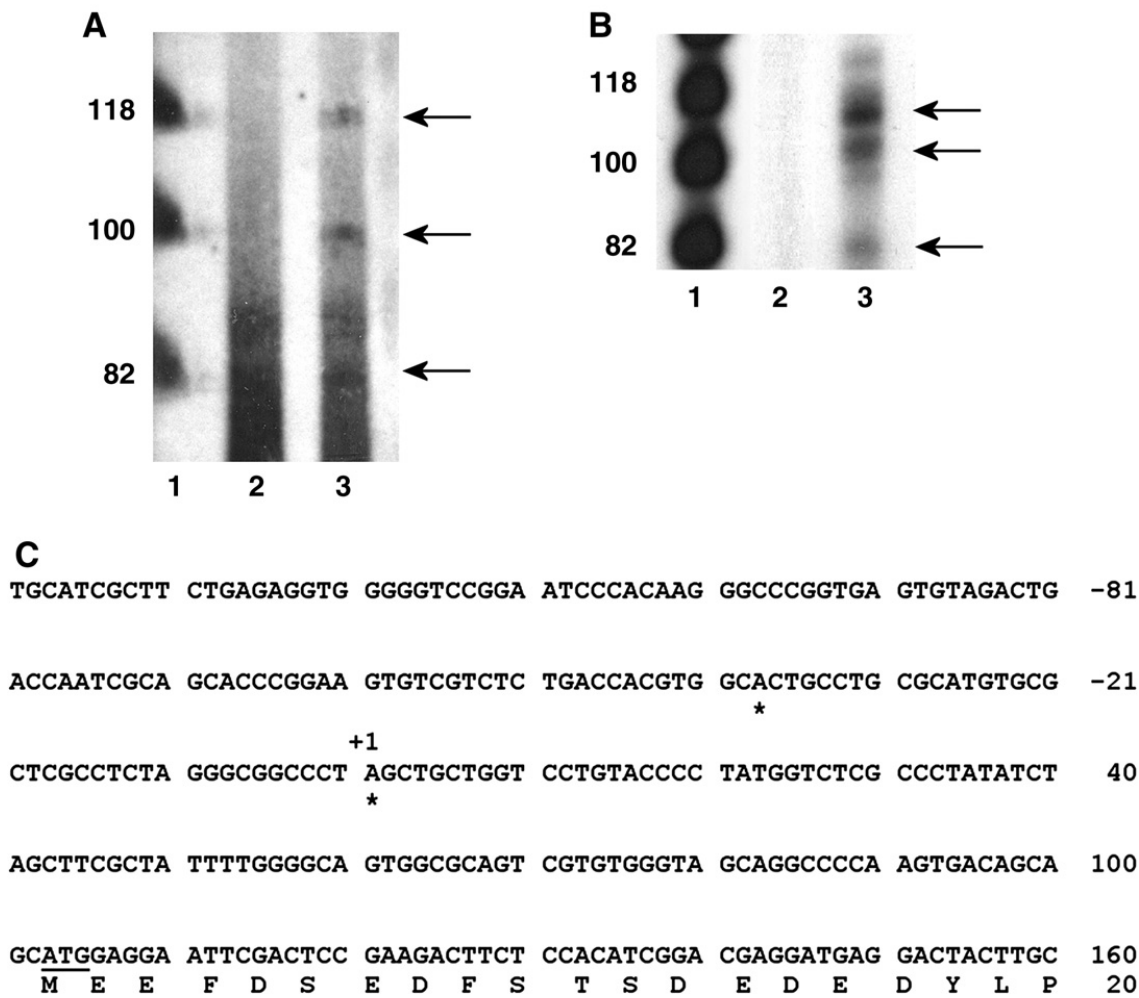 A
118
100
82
1 2 3
B
118
100
82
1 2 3
C
TGCATCGCTT CTGAGAGGTG GGGGTCCGGA ATCCCACAAG GGCCCGGTGA GTGTAGACTG -81
ACCAATCGCA GCACCCGGAA GTGTCGTCTC TGACCACGTG GCACTGCCTG CGCATGTGCG -21
*
+1
CTCGCCTCTA GGGCGGCCCT AGCTGCTGGT CCTGTACCCC TATGGTCTCG CCCTATATCT 40
*
AGCTTCGCTA TTTTGGGGCA GTGGCGCAGT CGTGTGGGTA GCAGGCCCCA AGTGACAGCA 100
GCATGGAGGA ATTCGACTCC GAAGACTTCT CCACATCGGA CGAGGATGAG GACTACTTGC 160
M E E F D S E D F S T S D E D E D Y L P 20